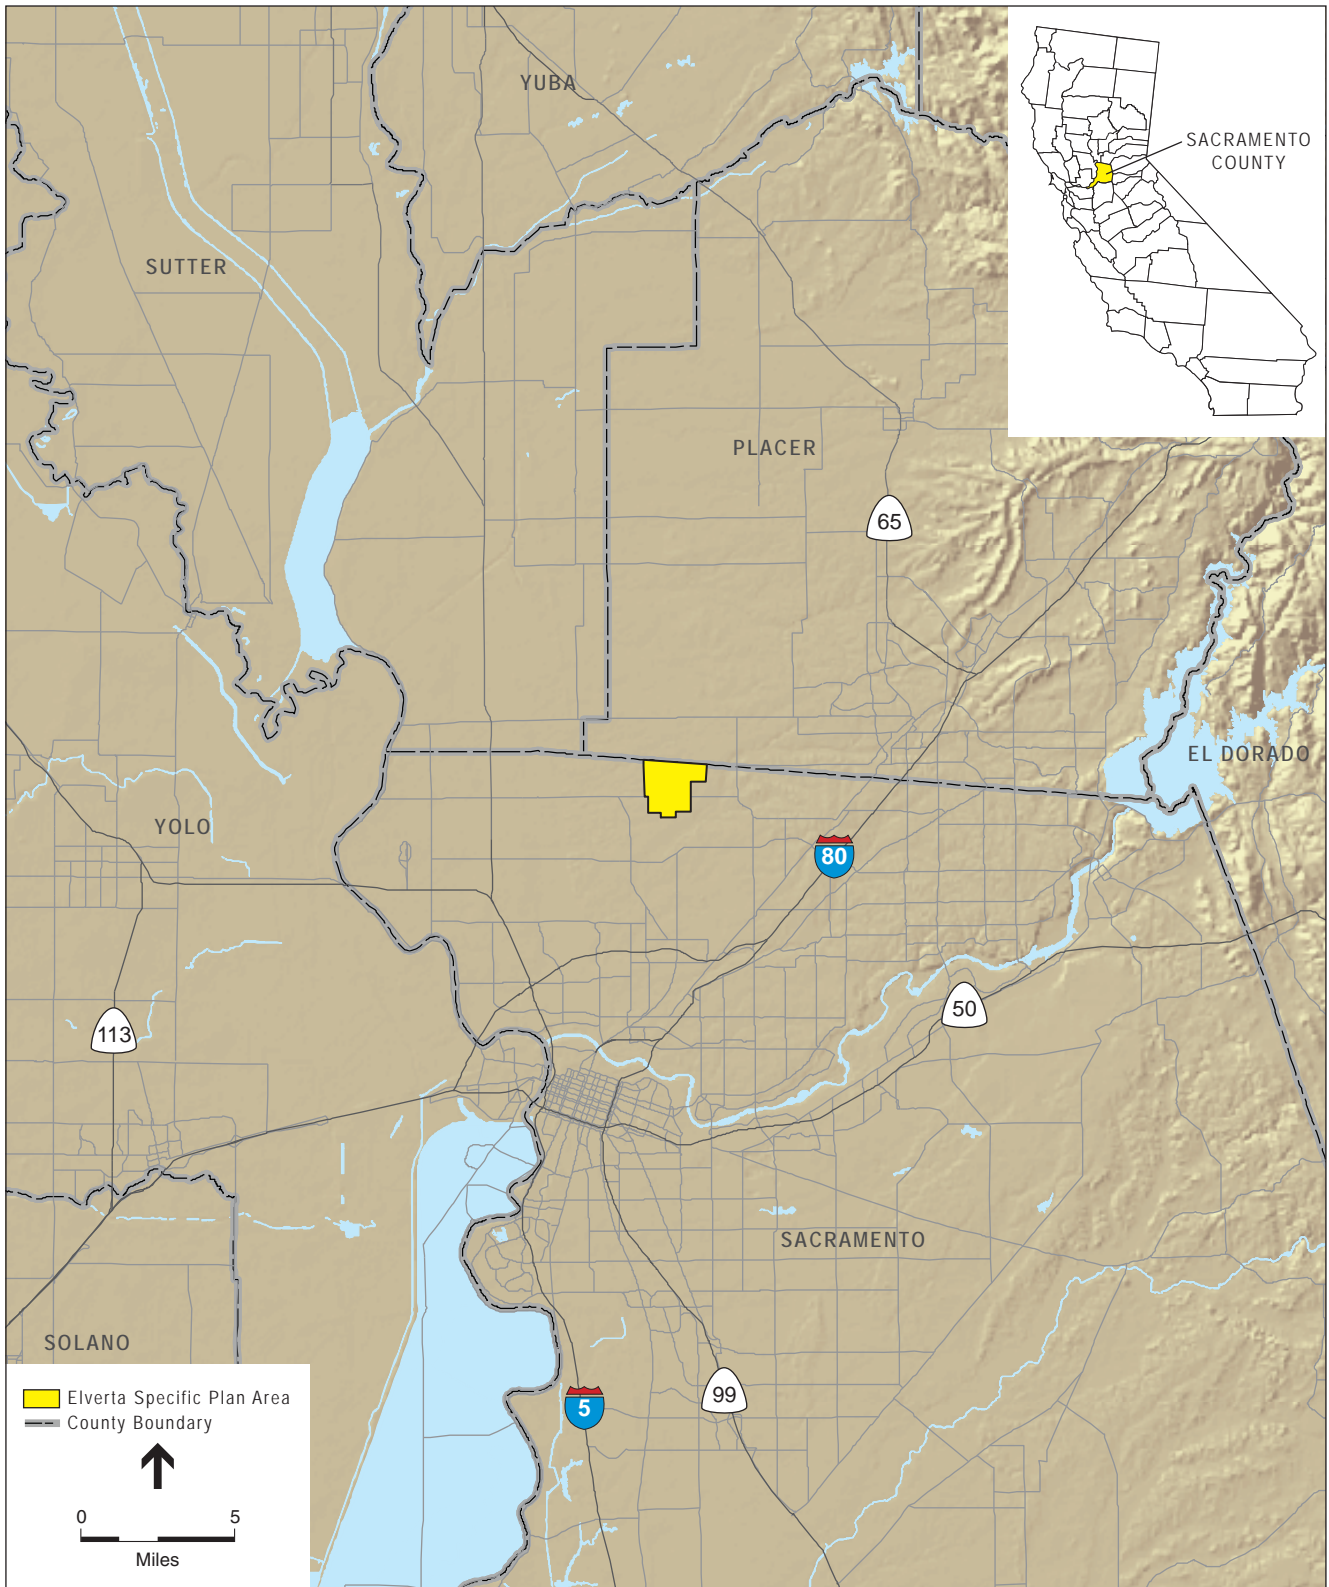 YUBA
SACRAMENTO
COUNTY
SUTTER
PLACER
65
EL DORADO
YOLO
80
50
113
SACRAMENTO
SOLANO
99
5
Elverta Specific Plan Area
County Boundary
0 5
Miles